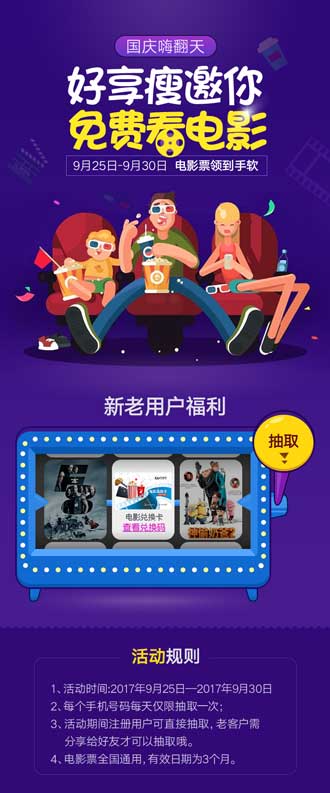 国庆嗨翻天
好享瘦邀你
免费看电影
9月25日-9月30日 电影票领到手软
新老用户福利
抽取
8
电影兑换卡
查看兑换码
神偷奶爸2
活动规则
1、活动时间:2017年9月25日—2017年9月30日
2、每个手机号码每天仅限抽取一次；
3、活动期间注册用户可直接抽取，老客户需
分享给好友才可以抽取哦。
4、电影票全国通用，有效日期为3个月。